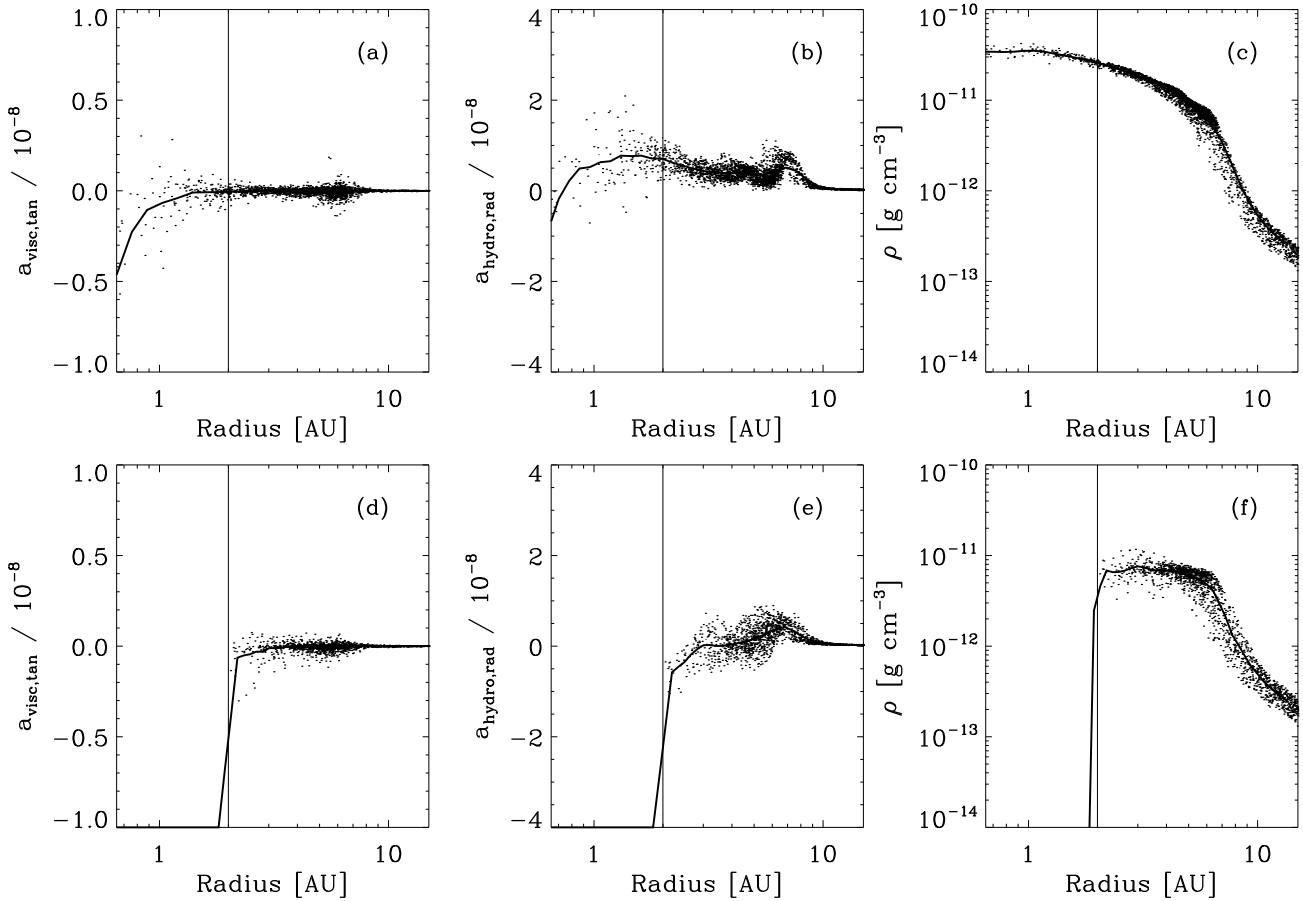 1.0
0.5
0.0
−0.5
−1.0
a_visc,tan / 10^−8
(a)
1
10
Radius [AU]
4
2
0
−2
−4
a_hydro,rad / 10^−8
(b)
1
10
Radius [AU]
10^−10
10^−11
10^−12
10^−13
10^−14
ρ [g cm^−3]
(c)
1
10
Radius [AU]
1.0
0.5
0.0
−0.5
−1.0
a_visc,tan / 10^−8
(d)
1
10
Radius [AU]
4
2
0
−2
−4
a_hydro,rad / 10^−8
(e)
1
10
Radius [AU]
10^−10
10^−11
10^−12
10^−13
10^−14
ρ [g cm^−3]
(f)
1
10
Radius [AU]